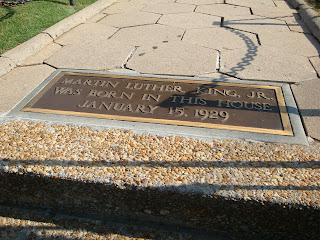 MARTIN LUTHER KING, JR.
WAS BORN IN THIS HOUSE
JANUARY 15, 1929